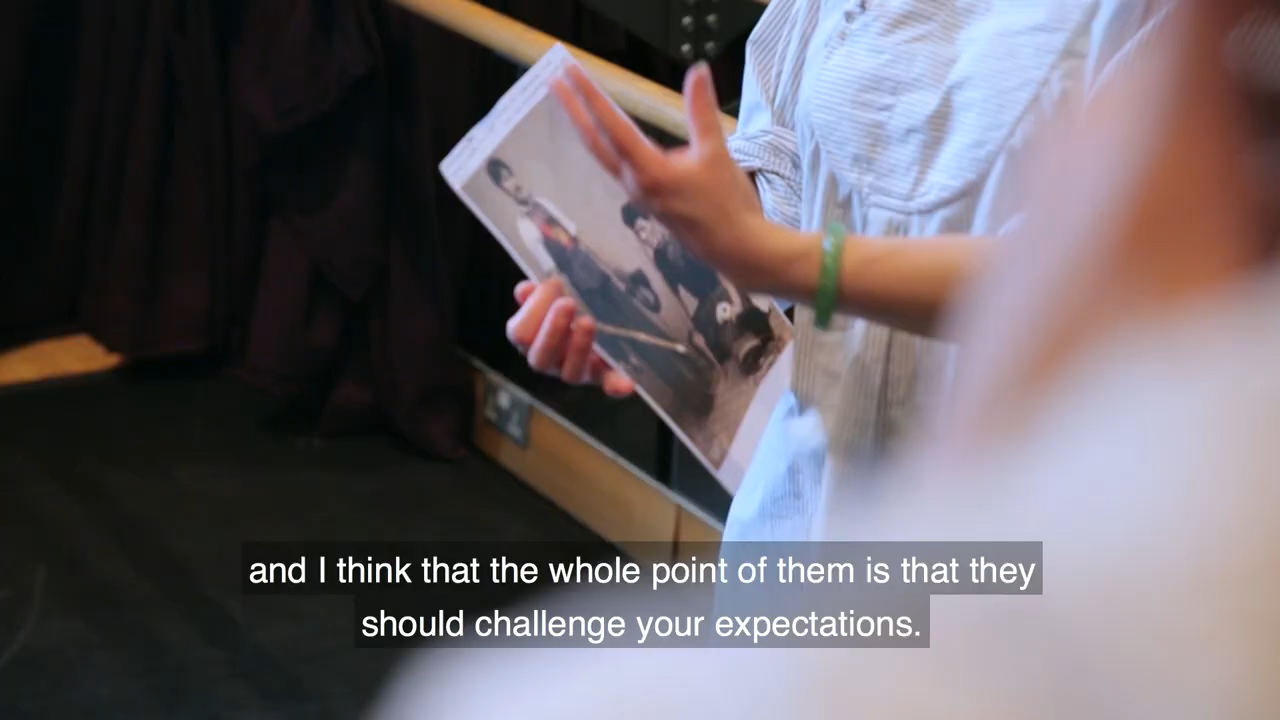 and I think that the whole point of them is that they
should challenge your expectations.